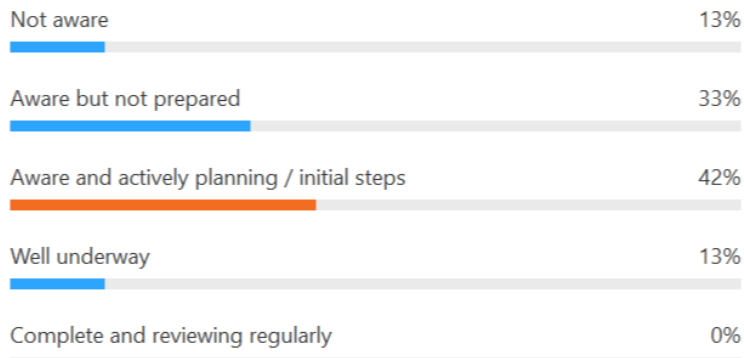 Not aware 13%
Aware but not prepared 33%
Aware and actively planning / initial steps 42%
Well underway 13%
Complete and reviewing regularly 0%